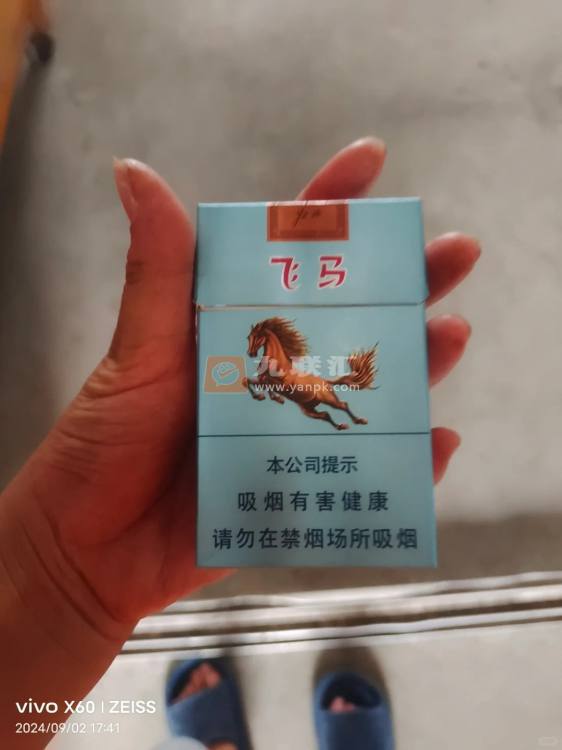 飞马
九联汇
www.yanpk.com
本公司提示
吸烟有害健康
请勿在禁烟场所吸烟
vivo X60 | ZEISS
2024/09/02 17:41